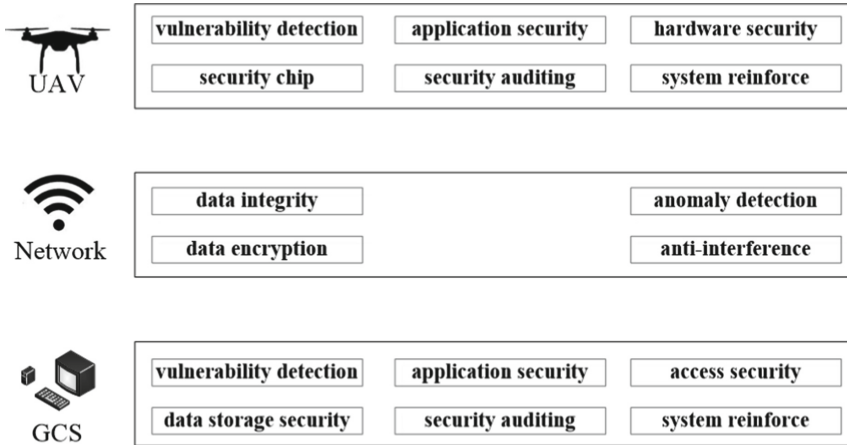 vulnerability detection application security hardware security
UAV security chip security auditing system reinforce
data integrity anomaly detection
Network data encryption anti-interference
vulnerability detection application security access security
data storage security security auditing system reinforce
GCS